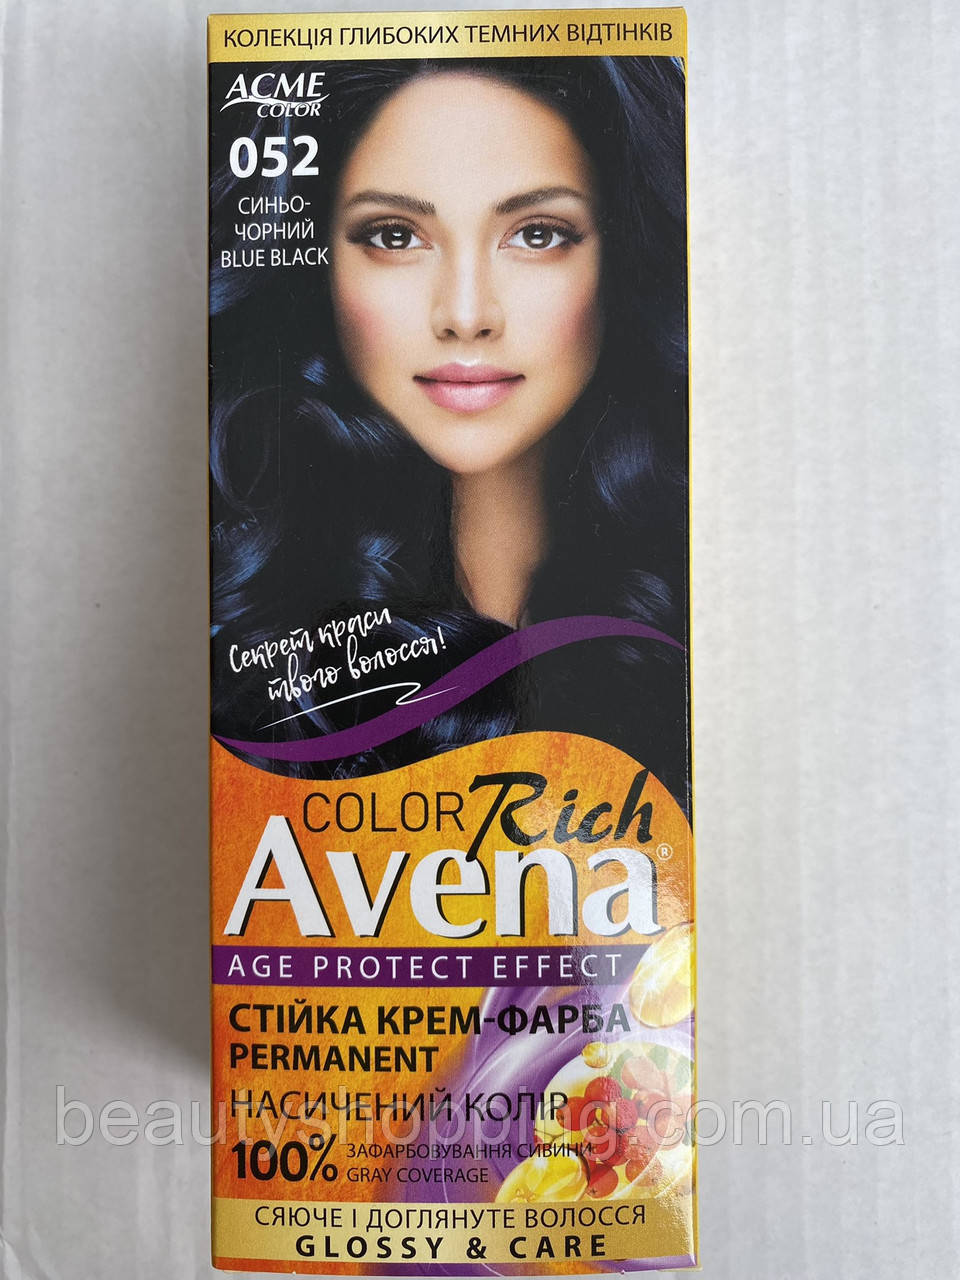 КОЛЕКЦІЯ ГЛИБОКИХ ТЕМНИХ ВІДТІНКІВ
ACME
COLOR
052
СИНЬО-
ЧОРНИЙ
BLUE BLACK
Секрет краси
твого волосся!
COLOR Rich
Avena®
AGE PROTECT EFFECT
СТІЙКА КРЕМ-ФАРБА
PERMANENT
НАСИЧЕНИЙ КОЛІР
beautyshopping.com.ua
100% ЗАФАРБОВУВАННЯ СИВИНИ
GRAY COVERAGE
СЯЮЧЕ І ДОГЛЯНУТЕ ВОЛОССЯ
GLOSSY & CARE